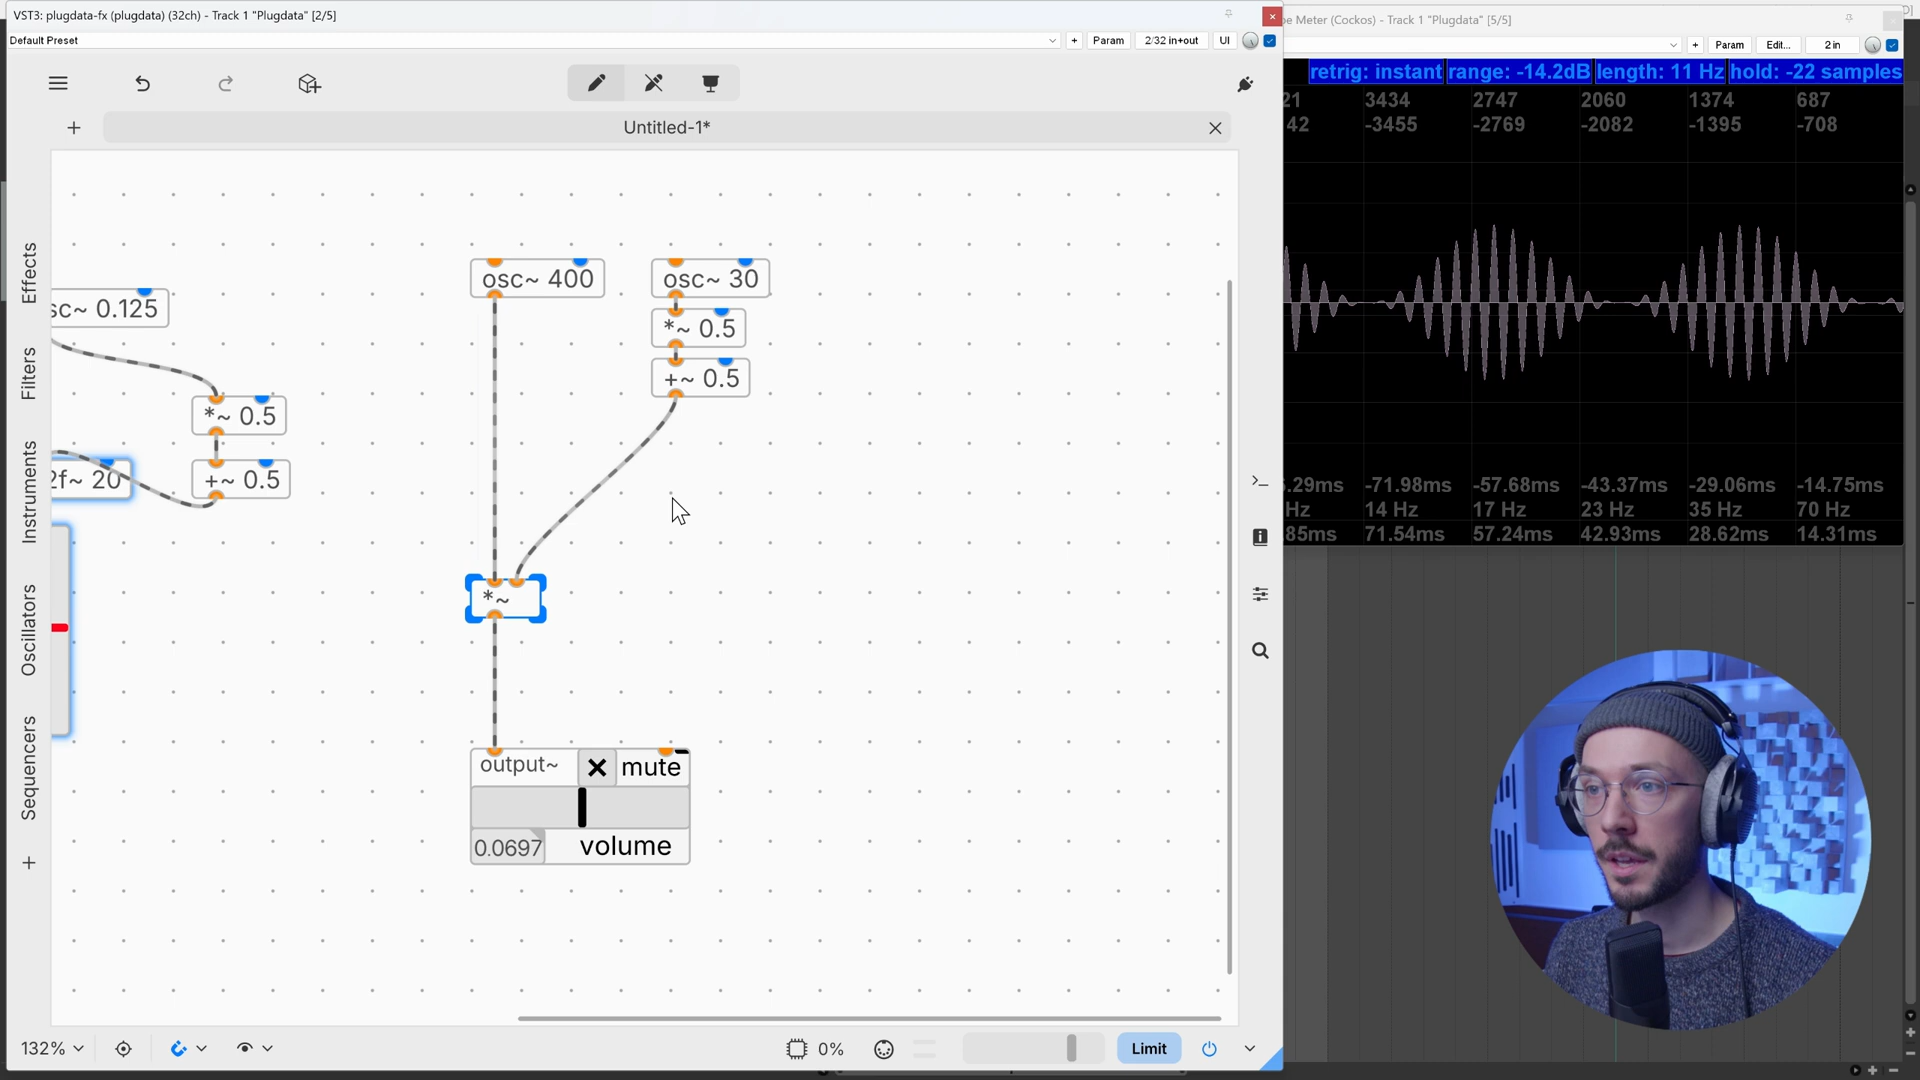 VST3: plugdata-fx (plugdata) (32ch) - Track 1 "Plugdata" [2/5]
Meter (Cockos) - Track 1 "Plugdata" [5/5]
Default Preset
+ Param 2/32 in+out UI
+ Param Edit... 2 in
retrig: instant range: -14.2dB length: 11 Hz hold: -22 samples
21 3434 2747 2060 1374 687
42 -3455 -2769 -2082 -1395 -708
+ Untitled-1*
Effects
Filters
Instruments
Oscillators
Sequencers
+
osc~ 400
osc~ 30
sc~ 0.125
*~ 0.5
+~ 0.5
*~ 0.5
2f~ 20
+~ 0.5
*~
output~ mute
0.0697 volume
.29ms -71.98ms -57.68ms -43.37ms -29.06ms -14.75ms
Hz 14 Hz 17 Hz 23 Hz 35 Hz 70 Hz
85ms 71.54ms 57.24ms 42.93ms 28.62ms 14.31ms
132% 0% Limit